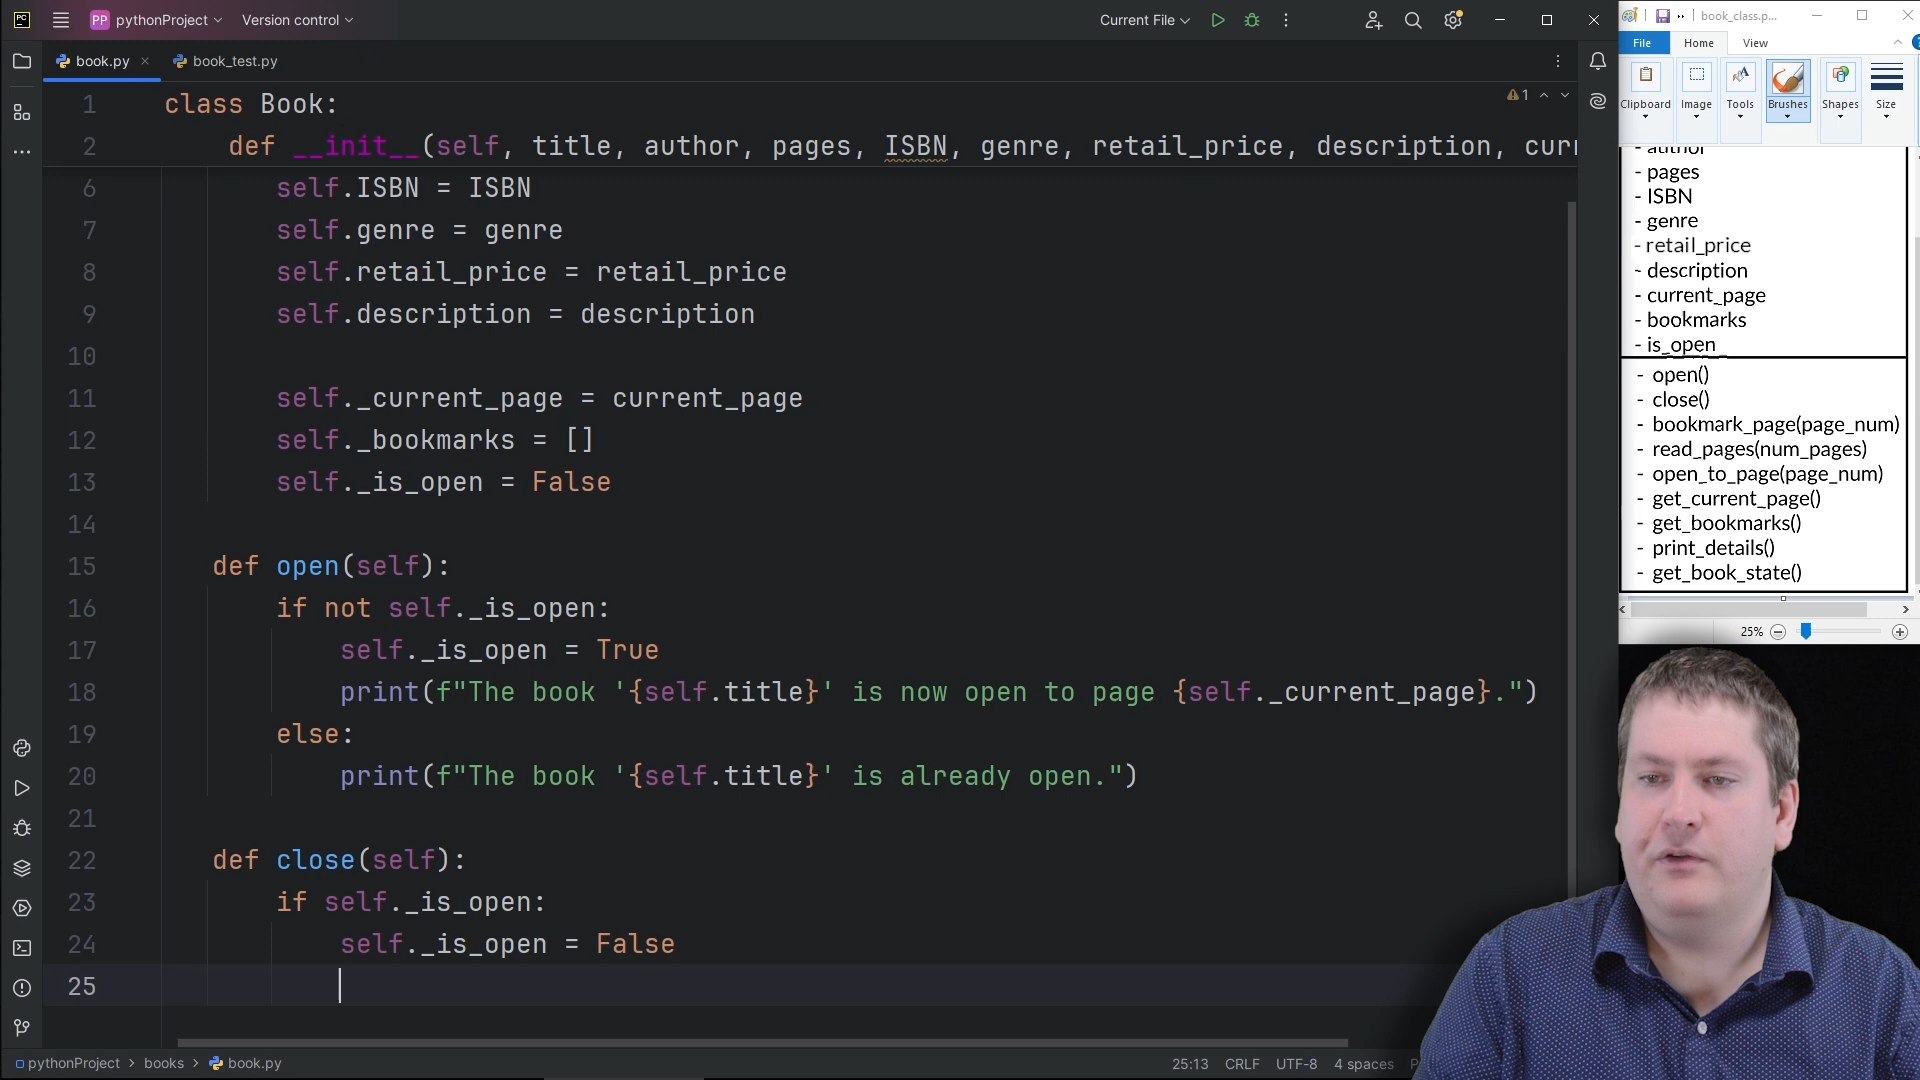 PC
PP pythonProject
Version control
Current File
book.py
book_test.py
1 class Book:
2 def __init__(self, title, author, pages, ISBN, genre, retail_price, description, curr
6 self.ISBN = ISBN
7 self.genre = genre
8 self.retail_price = retail_price
9 self.description = description
10
11 self._current_page = current_page
12 self._bookmarks = []
13 self._is_open = False
14
15 def open(self):
16 if not self._is_open:
17 self._is_open = True
18 print(f"The book '{self.title}' is now open to page {self._current_page}.")
19 else:
20 print(f"The book '{self.title}' is already open.")
21
22 def close(self):
23 if self._is_open:
24 self._is_open = False
25
1
pythonProject > books > book.py
25:13 CRLF UTF-8 4 spaces P
book_class.p...
File Home View
Clipboard Image Tools Brushes Shapes Size
- author
- pages
- ISBN
- genre
- retail_price
- description
- current_page
- bookmarks
- is_open
- open()
- close()
- bookmark_page(page_num)
- read_pages(num_pages)
- open_to_page(page_num)
- get_current_page()
- get_bookmarks()
- print_details()
- get_book_state()
25%